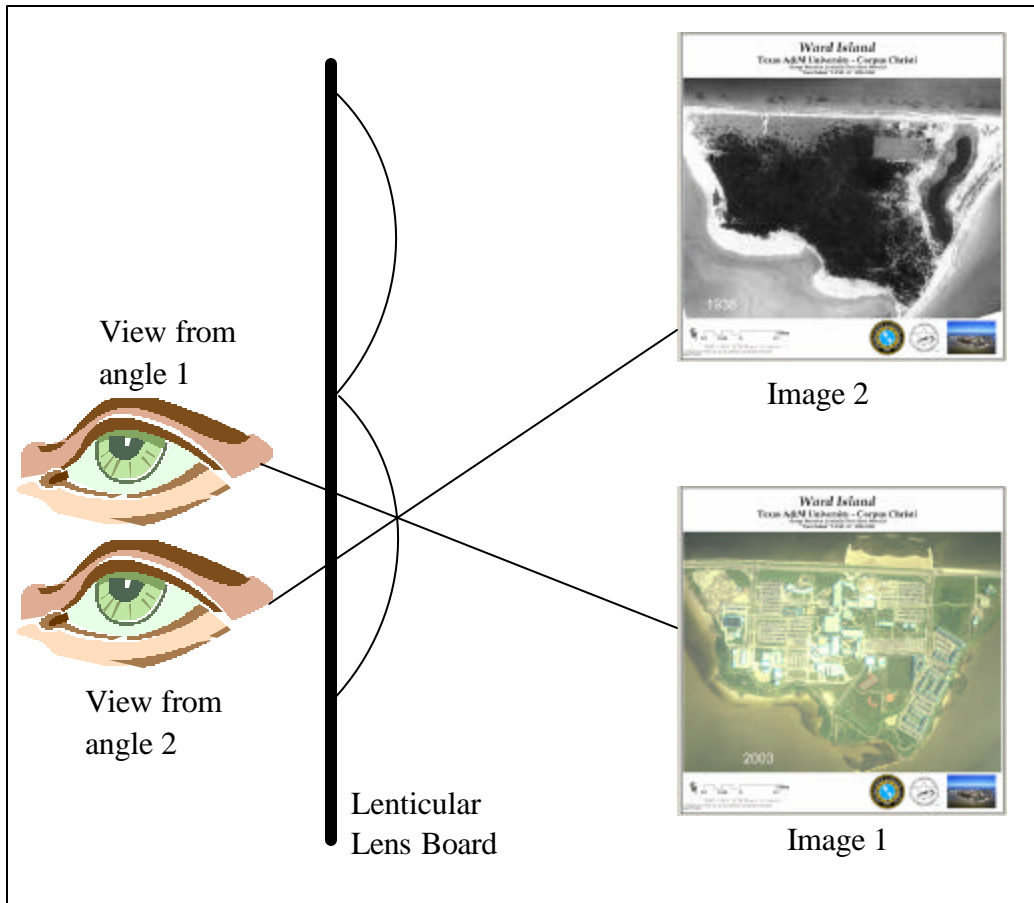 Ward Island
Texas A&M University - Corpus Christi
1938
View from
angle 1
Image 2
Ward Island
Texas A&M University - Corpus Christi
2003
View from
angle 2
Lenticular
Lens Board
Image 1